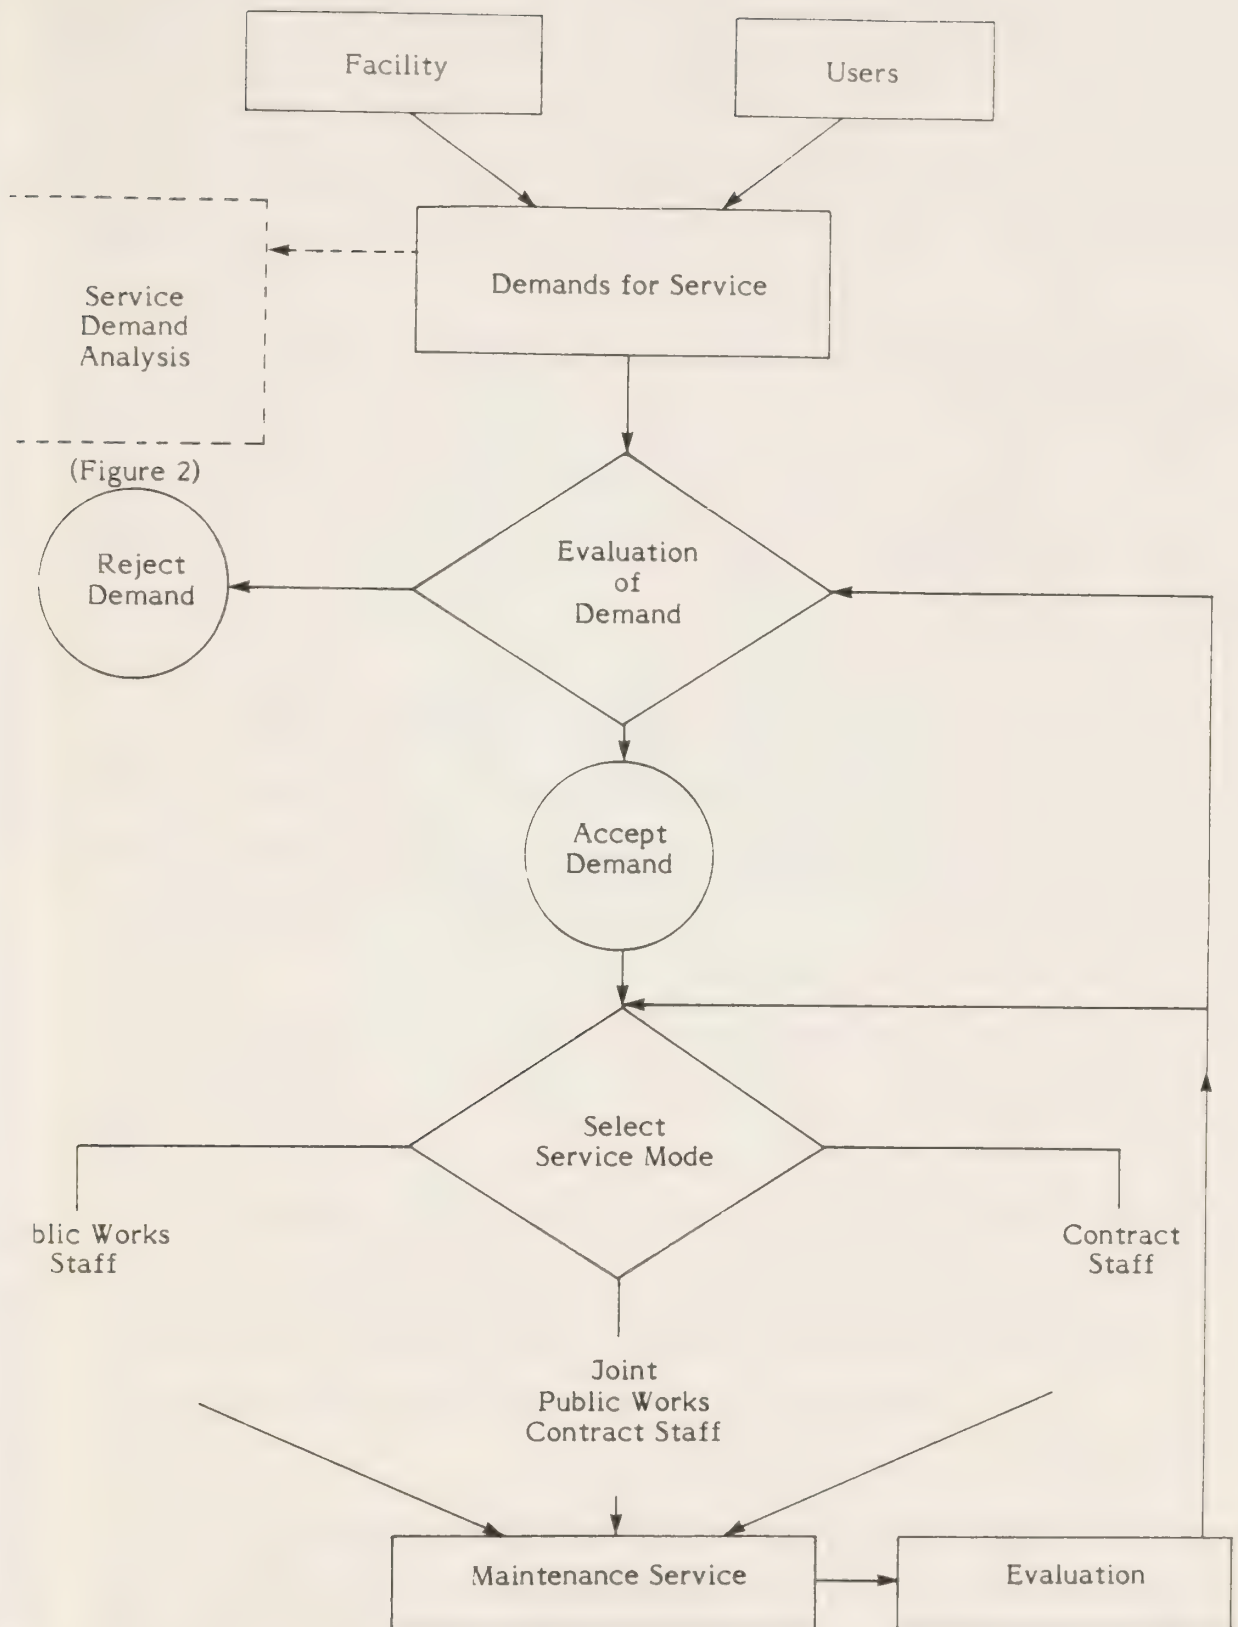 Facility
Users
Demands for Service
Service
Demand
Analysis
(Figure 2)
Reject
Demand
Evaluation
of
Demand
Accept
Demand
Select
Service Mode
blic Works
Staff
Contract
Staff
Joint
Public Works
Contract Staff
Maintenance Service
Evaluation